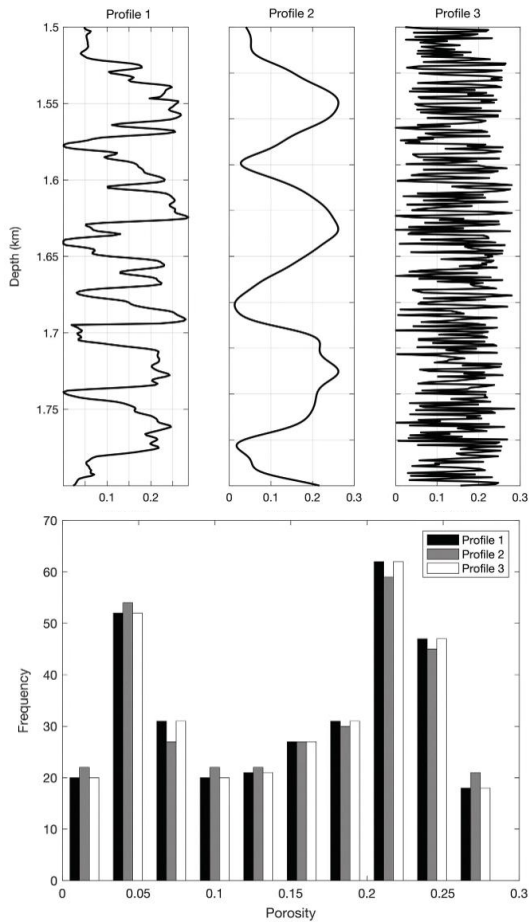 Profile 1 Profile 2 Profile 3
1.5
1.55
1.6
1.65
1.7
1.75
Depth (km)
0.1 0.2 0 0.1 0.2 0.3 0 0.1 0.2 0.3
70
60
50
40
30
20
10
0
Frequency
Profile 1
Profile 2
Profile 3
0 0.05 0.1 0.15 0.2 0.25 0.3
Porosity